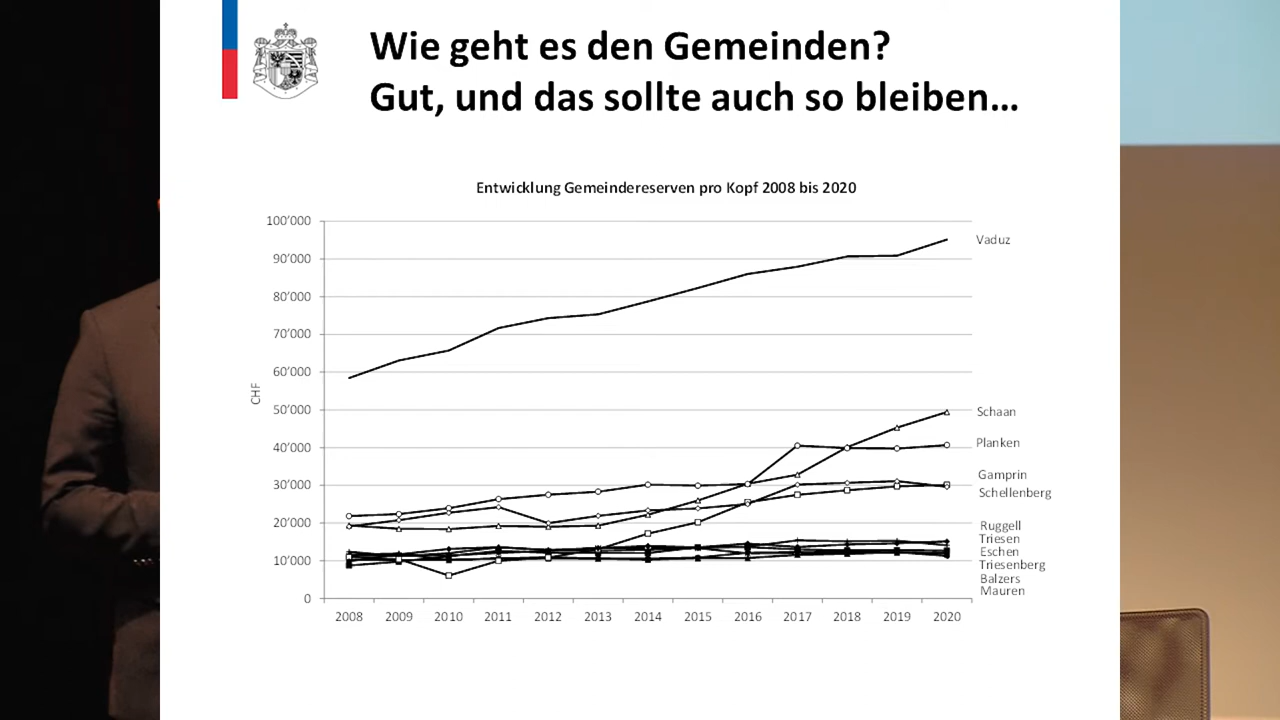 Wie geht es den Gemeinden?
Gut, und das sollte auch so bleiben...
Entwicklung Gemeindereserven pro Kopf 2008 bis 2020
100’000
90’000
80’000
70’000
60’000
50’000
40’000
30’000
20’000
10’000
0
CHF
2008 2009 2010 2011 2012 2013 2014 2015 2016 2017 2018 2019 2020
Vaduz
Schaan
Planken
Gamprin
Schellenberg
Ruggell
Triesen
Eschen
Triesenberg
Balzers
Mauren